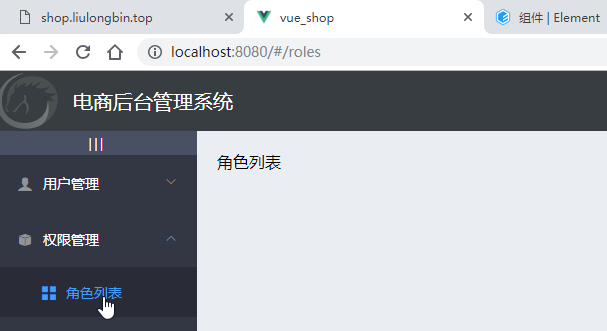 shop.liulongbin.top
vue_shop
组件 | Element
localhost:8080/#/roles
电商后台管理系统
|||
用户管理
角色列表
权限管理
角色列表